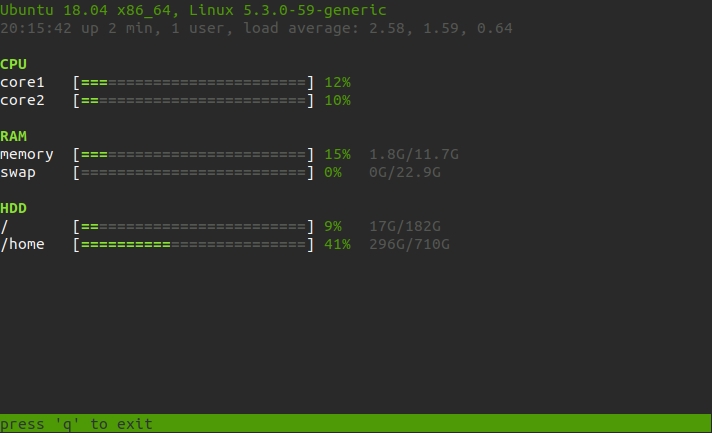 Ubuntu 18.04 x86_64, Linux 5.3.0-59-generic
20:15:42 up 2 min, 1 user, load average: 2.58, 1.59, 0.64
CPU
core1 [=========================] 12%
core2 [=========================] 10%
RAM
memory [=========================] 15% 1.8G/11.7G
swap [=========================] 0% 0G/22.9G
HDD
/ [=========================] 9% 17G/182G
/home [=========================] 41% 296G/710G
press 'q' to exit